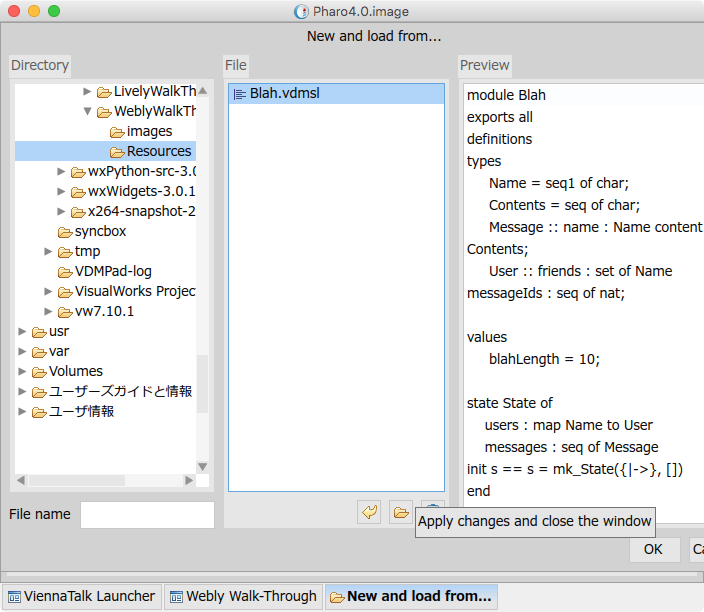 Pharo4.0.image
New and load from...
Directory
File
Preview
LivelyWalkTh
WeblyWalkTh
images
Resources
wxPython-src-3.0
wxWidgets-3.0.1
x264-snapshot-2
syncbox
tmp
VDMPad-log
VisualWorks Projec
vw7.10.1
usr
var
Volumes
ユーザーズガイドと情報
ユーザ情報
Blah.vdmsl
module Blah
exports all
definitions
types
Name = seq1 of char;
Contents = seq of char;
Message :: name : Name content
Contents;
User :: friends : set of Name
messageIds : seq of nat;
values
blahLength = 10;
state State of
users : map Name to User
messages : seq of Message
init s == s = mk_State({|->}, [])
end
File name
Apply changes and close the window
OK
Ca
ViennaTalk Launcher
Webly Walk-Through
New and load from...